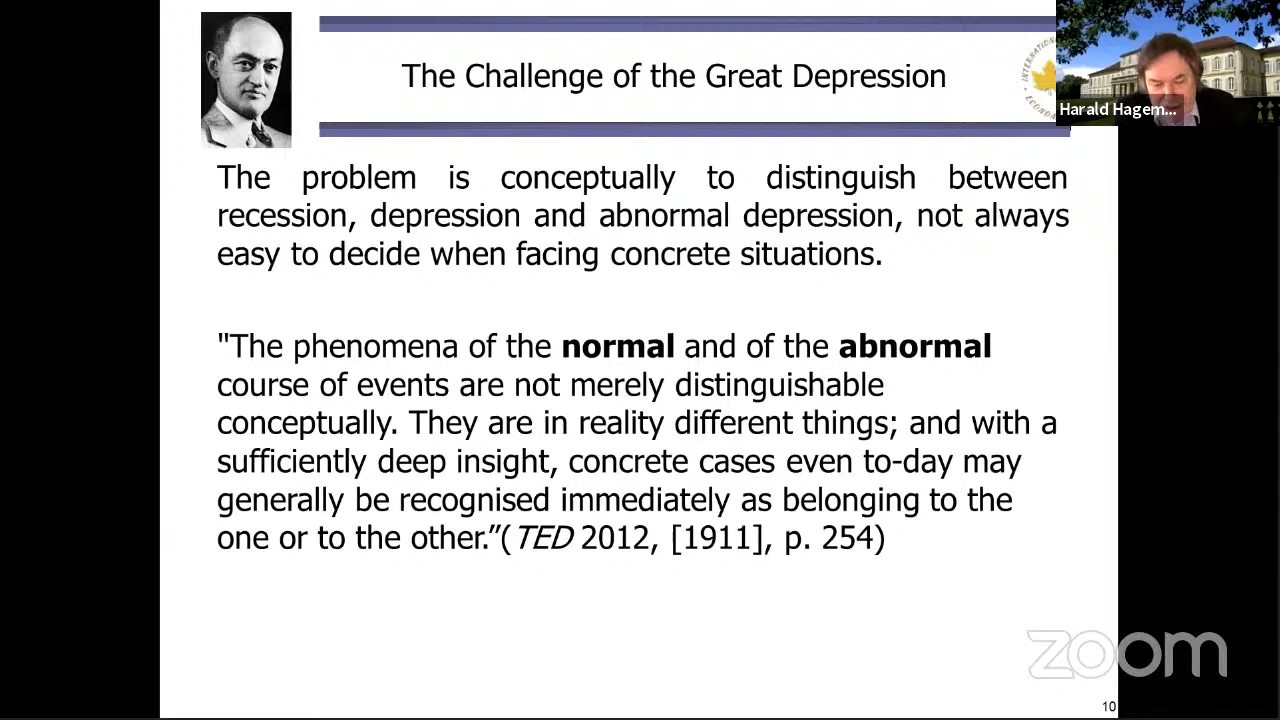 The Challenge of the Great Depression
INTERNATIONAL
ECONOM
Harald Hagem...
The problem is conceptually to distinguish between
recession, depression and abnormal depression, not always
easy to decide when facing concrete situations.
"The phenomena of the normal and of the abnormal
course of events are not merely distinguishable
conceptually. They are in reality different things; and with a
sufficiently deep insight, concrete cases even to-day may
generally be recognised immediately as belonging to the
one or to the other.”(TED 2012, [1911], p. 254)
zoom
10